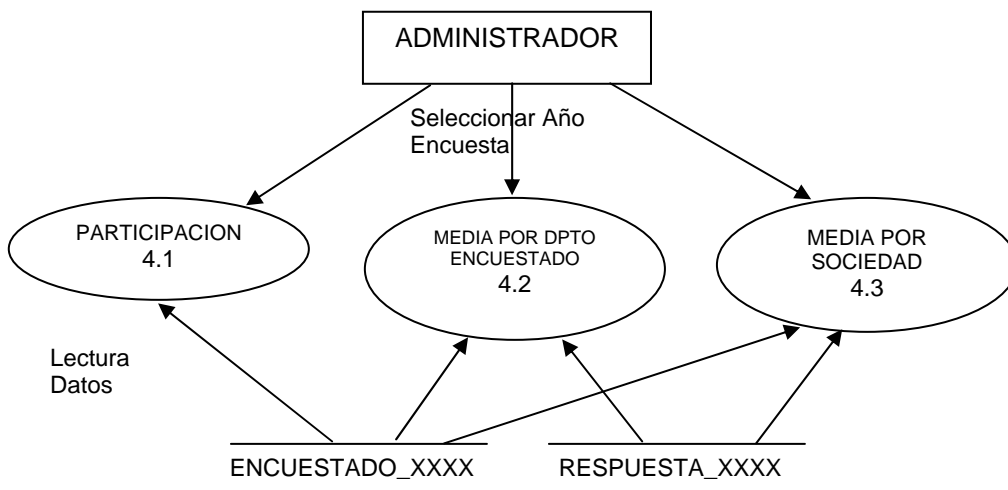 ADMINISTRADOR
Seleccionar Año
Encuesta
PARTICIPACION
4.1
MEDIA POR DPTO
ENCUESTADO
4.2
MEDIA POR
SOCIEDAD
4.3
Lectura
Datos
ENCUESTADO_XXXX
RESPUESTA_XXXX